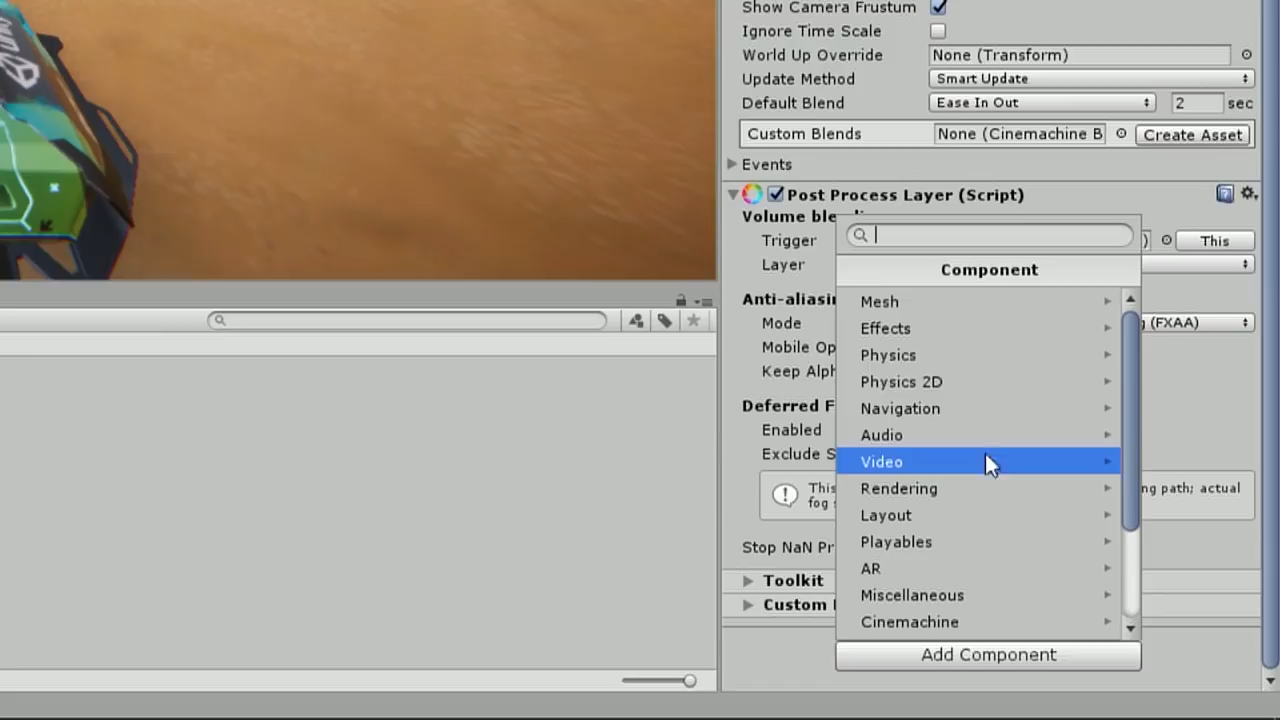 Show Camera Frustum
Ignore Time Scale
World Up Override None (Transform)
Update Method Smart Update
Default Blend Ease In Out 2 sec
Custom Blends None (Cinemachine B Create Asset
Events
Post Process Layer (Script)
Volume
Trigger ) This
Layer
Component
Anti-aliasin
Mesh
Mode (FXAA)
Effects
Mobile Op
Physics
Keep Alph
Physics 2D
Deferred F
Navigation
Enabled
Audio
Exclude S
Video
This ng path; actual
Rendering
fog
Layout
Stop NaN Pr
Playables
AR
Toolkit
Miscellaneous
Custom
Cinemachine
Add Component